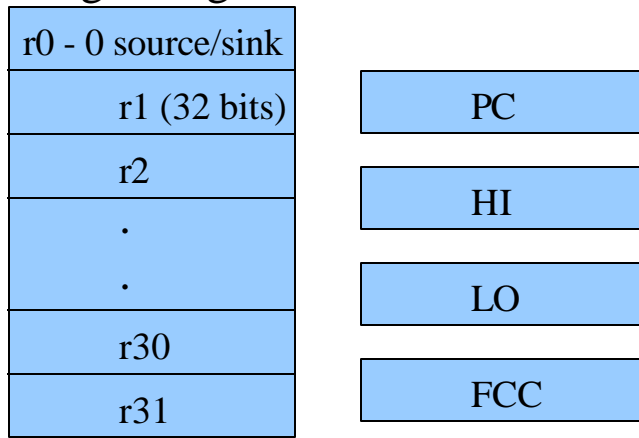 r0 - 0 source/sink
r1 (32 bits)
r2
.
.
r30
r31
PC
HI
LO
FCC